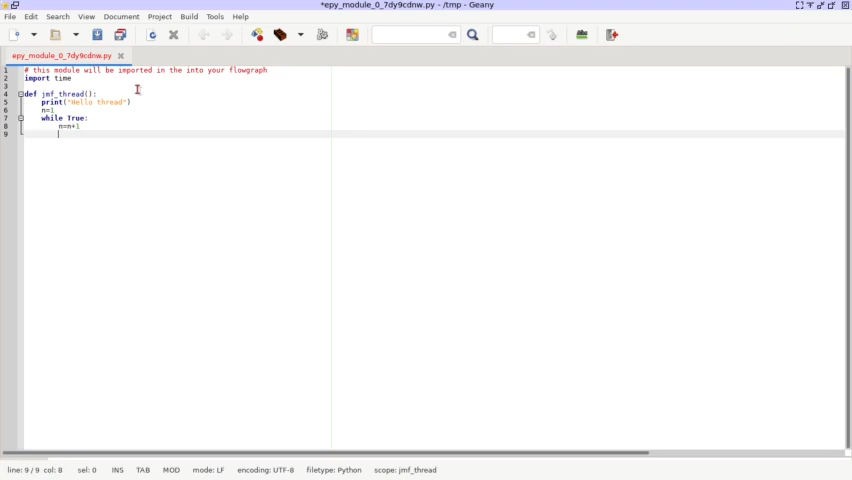 *epy_module_0_7dy9cdnw.py - /tmp - Geany
File Edit Search View Document Project Build Tools Help
epy_module_0_7dy9cdnw.py
1 # this module will be imported in the into your flowgraph
2 import time
3
4 def jmf_thread():
5 print("Hello thread")
6 n=1
7 while True:
8 n=n+1
9
line: 9 / 9 col: 8 sel: 0 INS TAB MOD mode: LF encoding: UTF-8 filetype: Python scope: jmf_thread